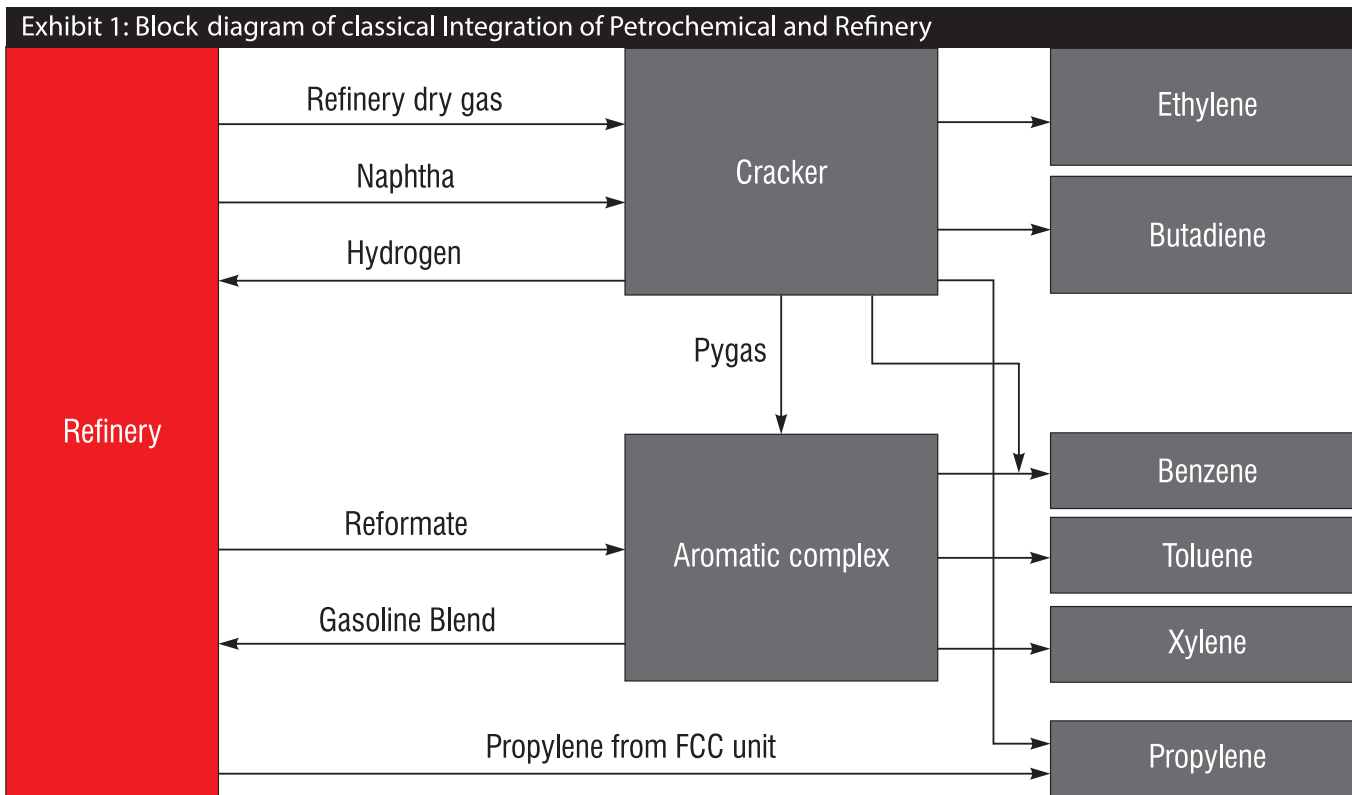 Exhibit 1: Block diagram of classical Integration of Petrochemical and Refinery
Refinery dry gas
Naphtha
Hydrogen
Cracker
Ethylene
Butadiene
Pygas
Refinery
Reformate
Gasoline Blend
Aromatic complex
Benzene
Toluene
Xylene
Propylene from FCC unit
Propylene